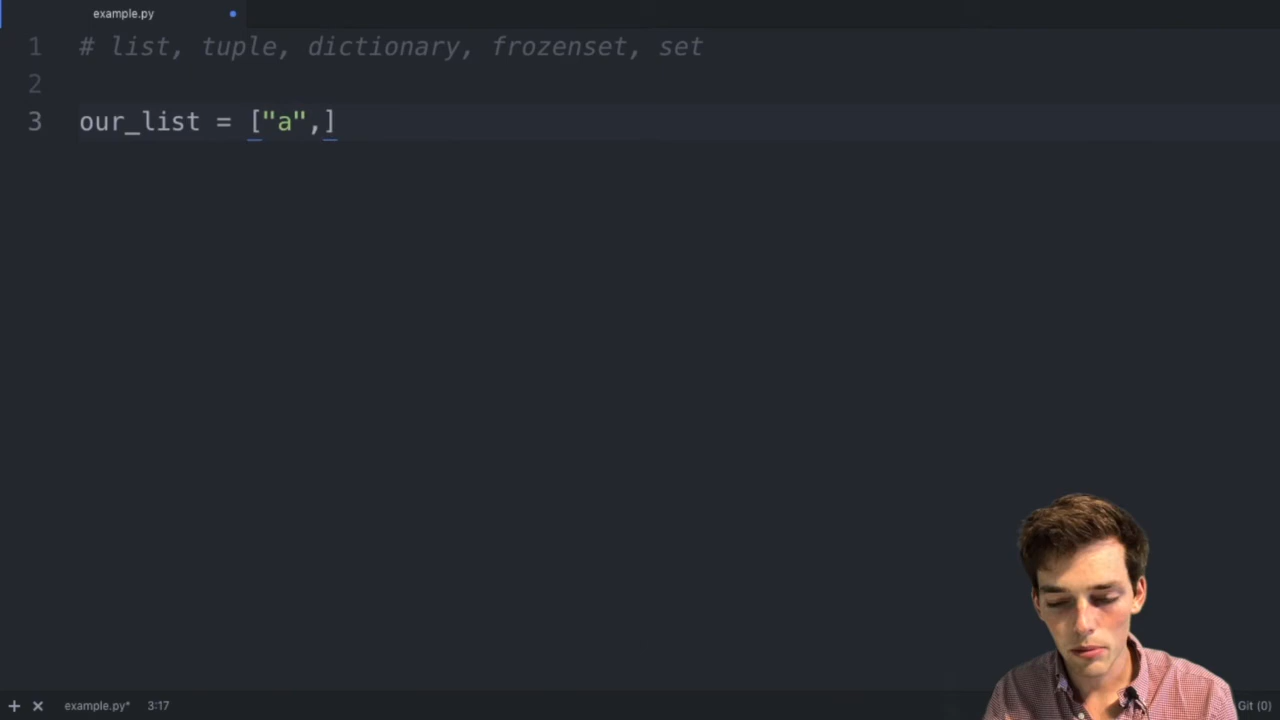 example.py
1 # list, tuple, dictionary, frozenset, set
2
3 our_list = ["a",]
example.py* 3:17 Git (0)